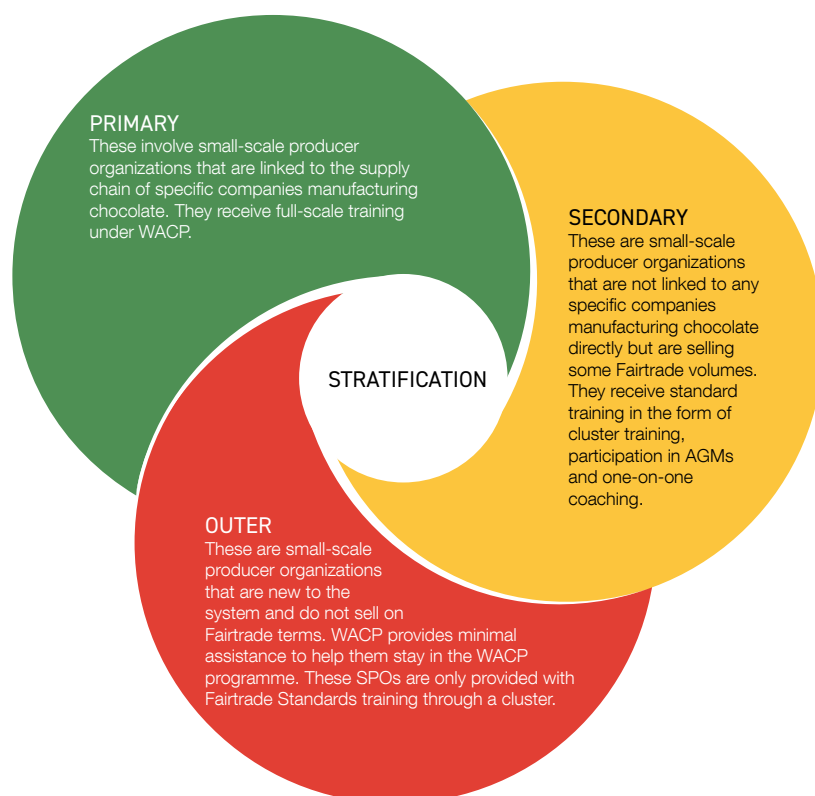 PRIMARY
These involve small-scale producer
organizations that are linked to the supply
chain of specific companies manufacturing
chocolate. They receive full-scale training
under WACP.
SECONDARY
These are small-scale
producer organizations
that are not linked to any
specific companies
manufacturing chocolate
directly but are selling
some Fairtrade volumes.
They receive standard
training in the form of
cluster training,
participation in AGMs
and one-on-one
coaching.
STRATIFICATION
OUTER
These are small-scale
producer organizations
that are new to the
system and do not sell on
Fairtrade terms. WACP provides minimal
assistance to help them stay in the WACP
programme. These SPOs are only provided with
Fairtrade Standards training through a cluster.